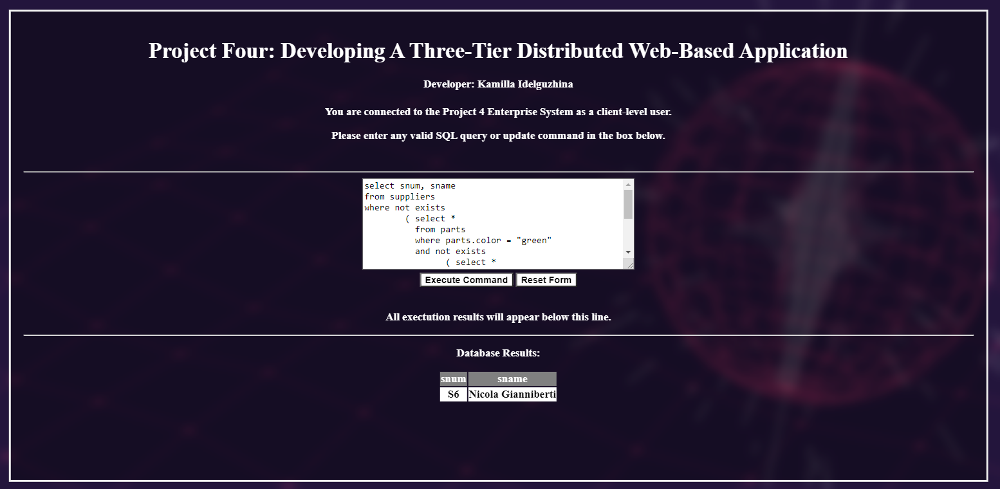 Project Four: Developing A Three-Tier Distributed Web-Based Application
Developer: Kamilla Idelguzhina
You are connected to the Project 4 Enterprise System as a client-level user.
Please enter any valid SQL query or update command in the box below.
select snum, sname
from suppliers
where not exists
        ( select *
          from parts
          where parts.color = "green"
          and not exists
                ( select *
Execute Command Reset Form
All exectution results will appear below this line.
Database Results:
snum sname
S6 Nicola Gianniberti